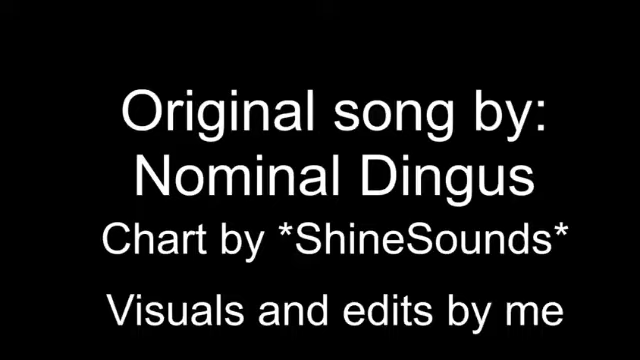 Original song by:
Nominal Dingus
Chart by *ShineSounds*
Visuals and edits by me